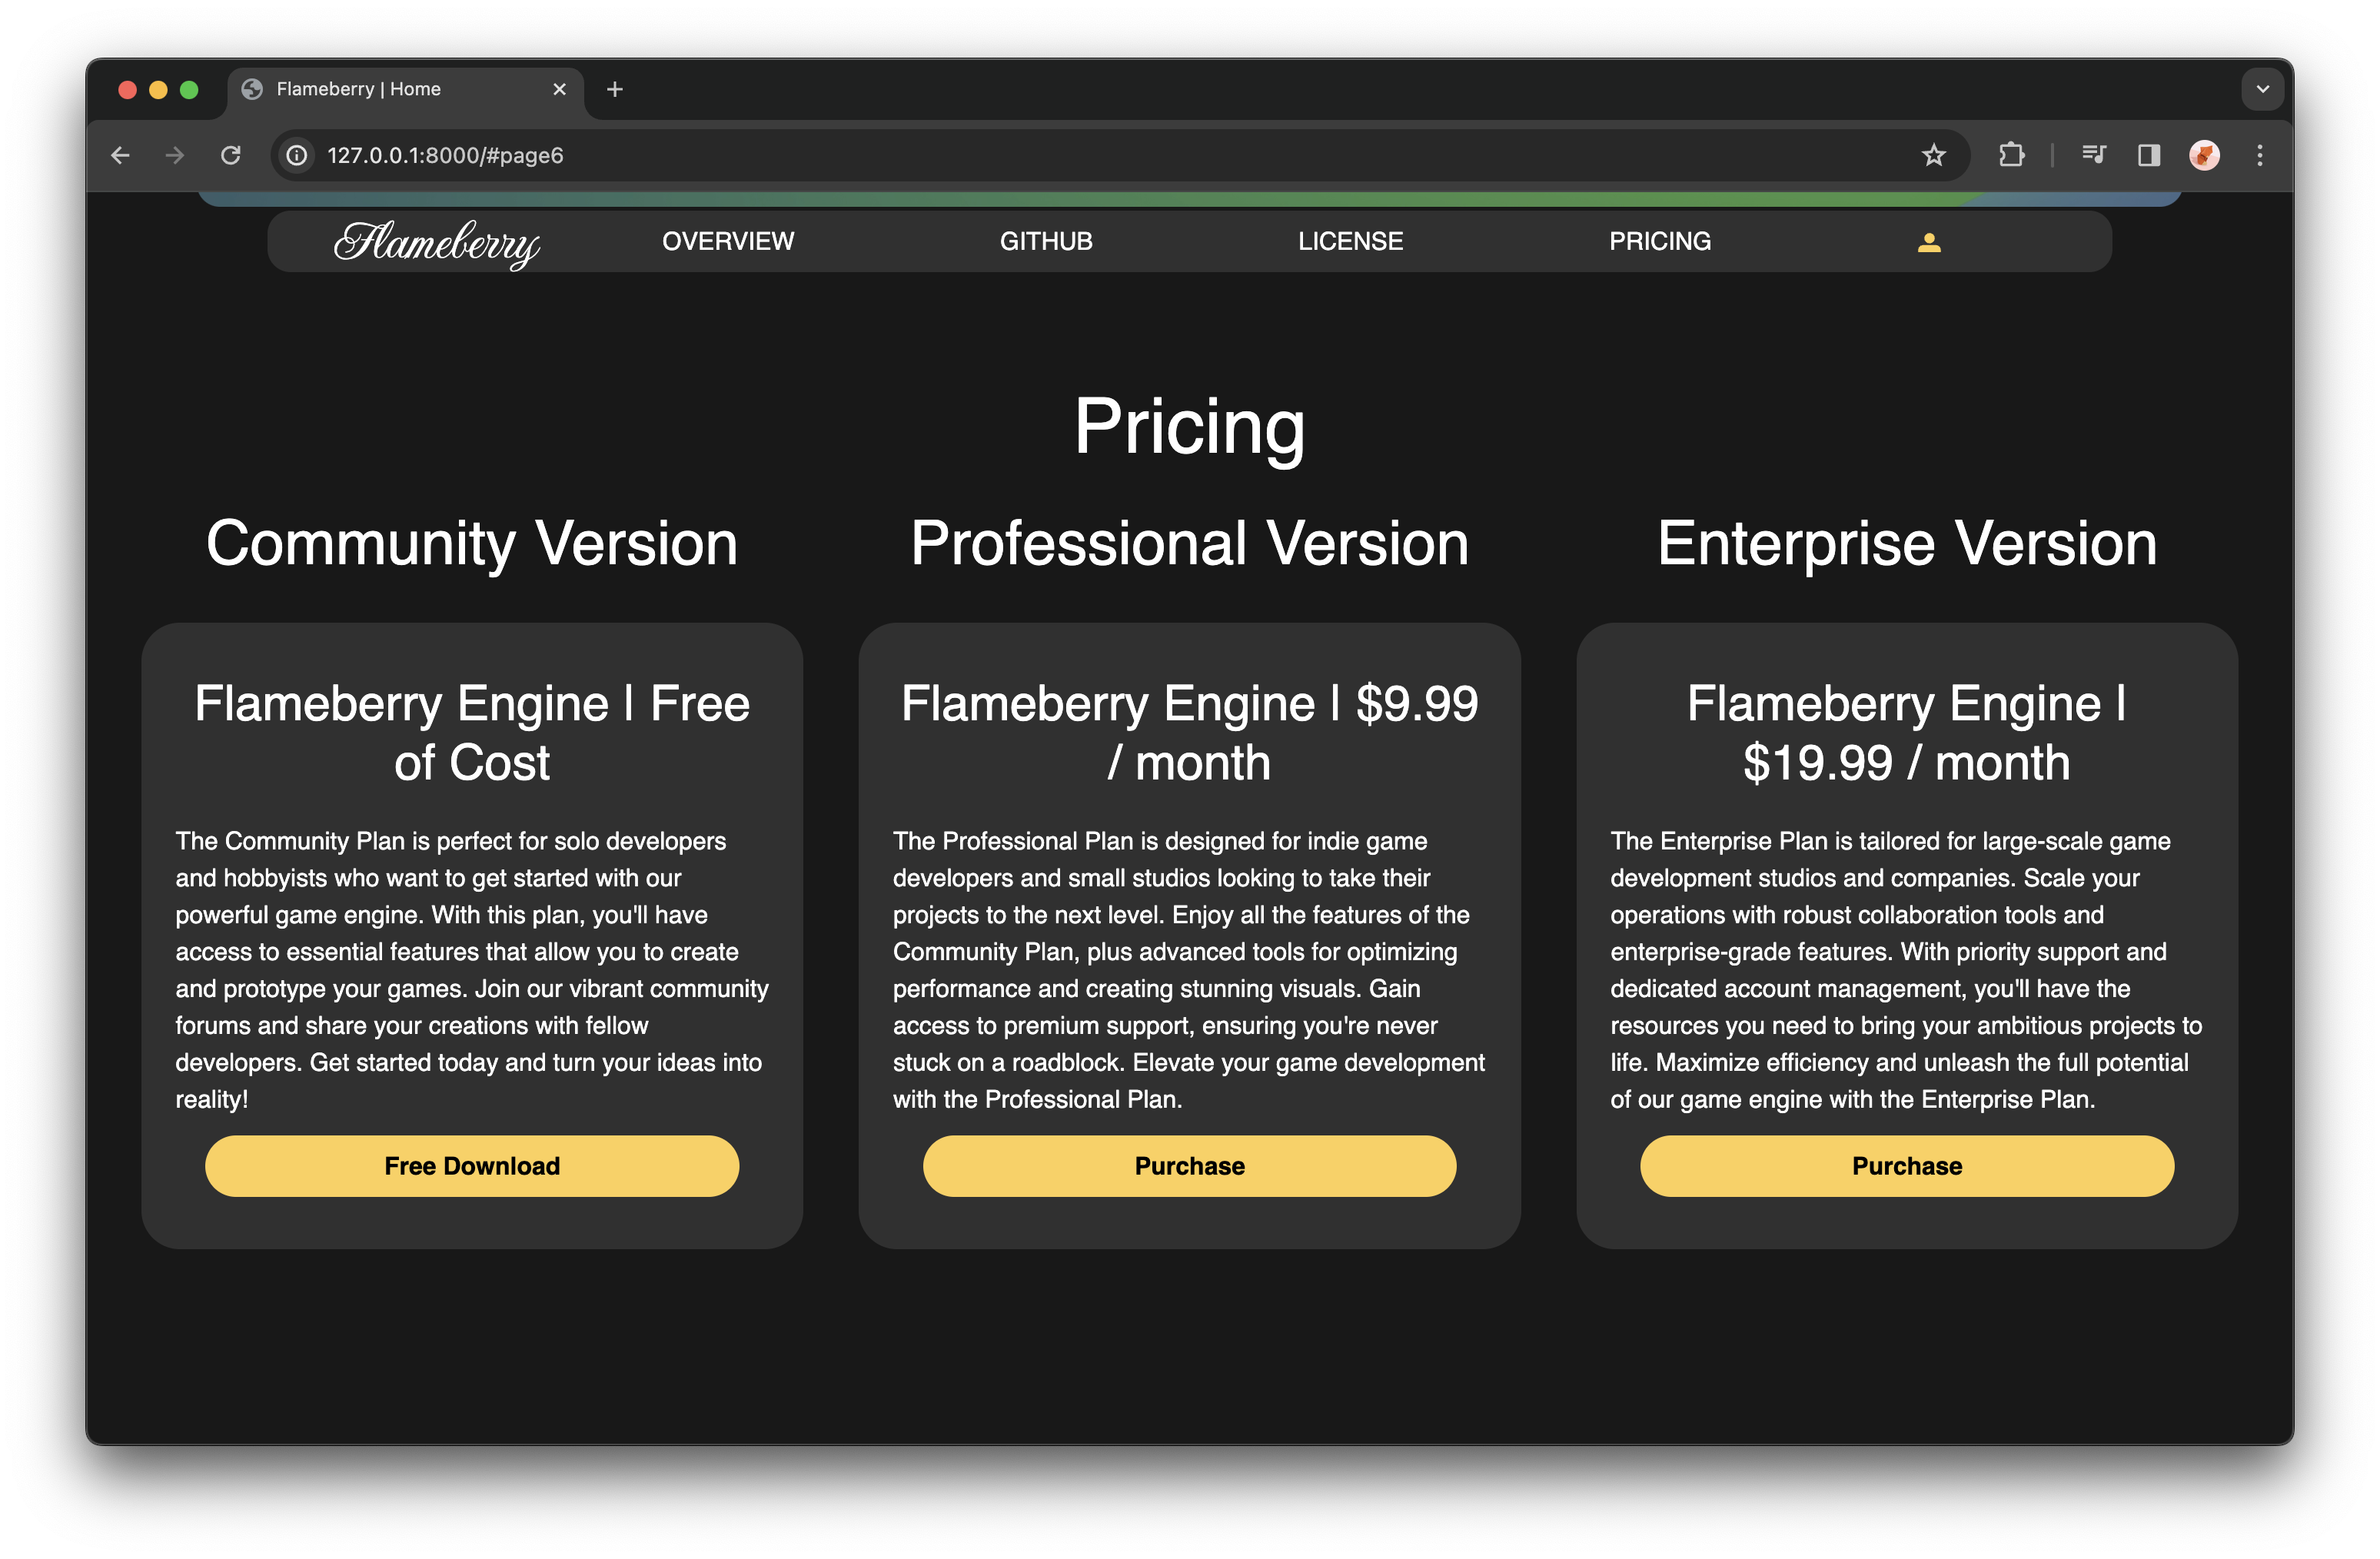 Flameberry | Home
127.0.0.1:8000/#page6
Flameberry OVERVIEW GITHUB LICENSE PRICING
Pricing
Community Version
Flameberry Engine | Free
of Cost
The Community Plan is perfect for solo developers
and hobbyists who want to get started with our
powerful game engine. With this plan, you'll have
access to essential features that allow you to create
and prototype your games. Join our vibrant community
forums and share your creations with fellow
developers. Get started today and turn your ideas into
reality!
Free Download
Professional Version
Flameberry Engine | $9.99
/ month
The Professional Plan is designed for indie game
developers and small studios looking to take their
projects to the next level. Enjoy all the features of the
Community Plan, plus advanced tools for optimizing
performance and creating stunning visuals. Gain
access to premium support, ensuring you're never
stuck on a roadblock. Elevate your game development
with the Professional Plan.
Purchase
Enterprise Version
Flameberry Engine |
$19.99 / month
The Enterprise Plan is tailored for large-scale game
development studios and companies. Scale your
operations with robust collaboration tools and
enterprise-grade features. With priority support and
dedicated account management, you'll have the
resources you need to bring your ambitious projects to
life. Maximize efficiency and unleash the full potential
of our game engine with the Enterprise Plan.
Purchase